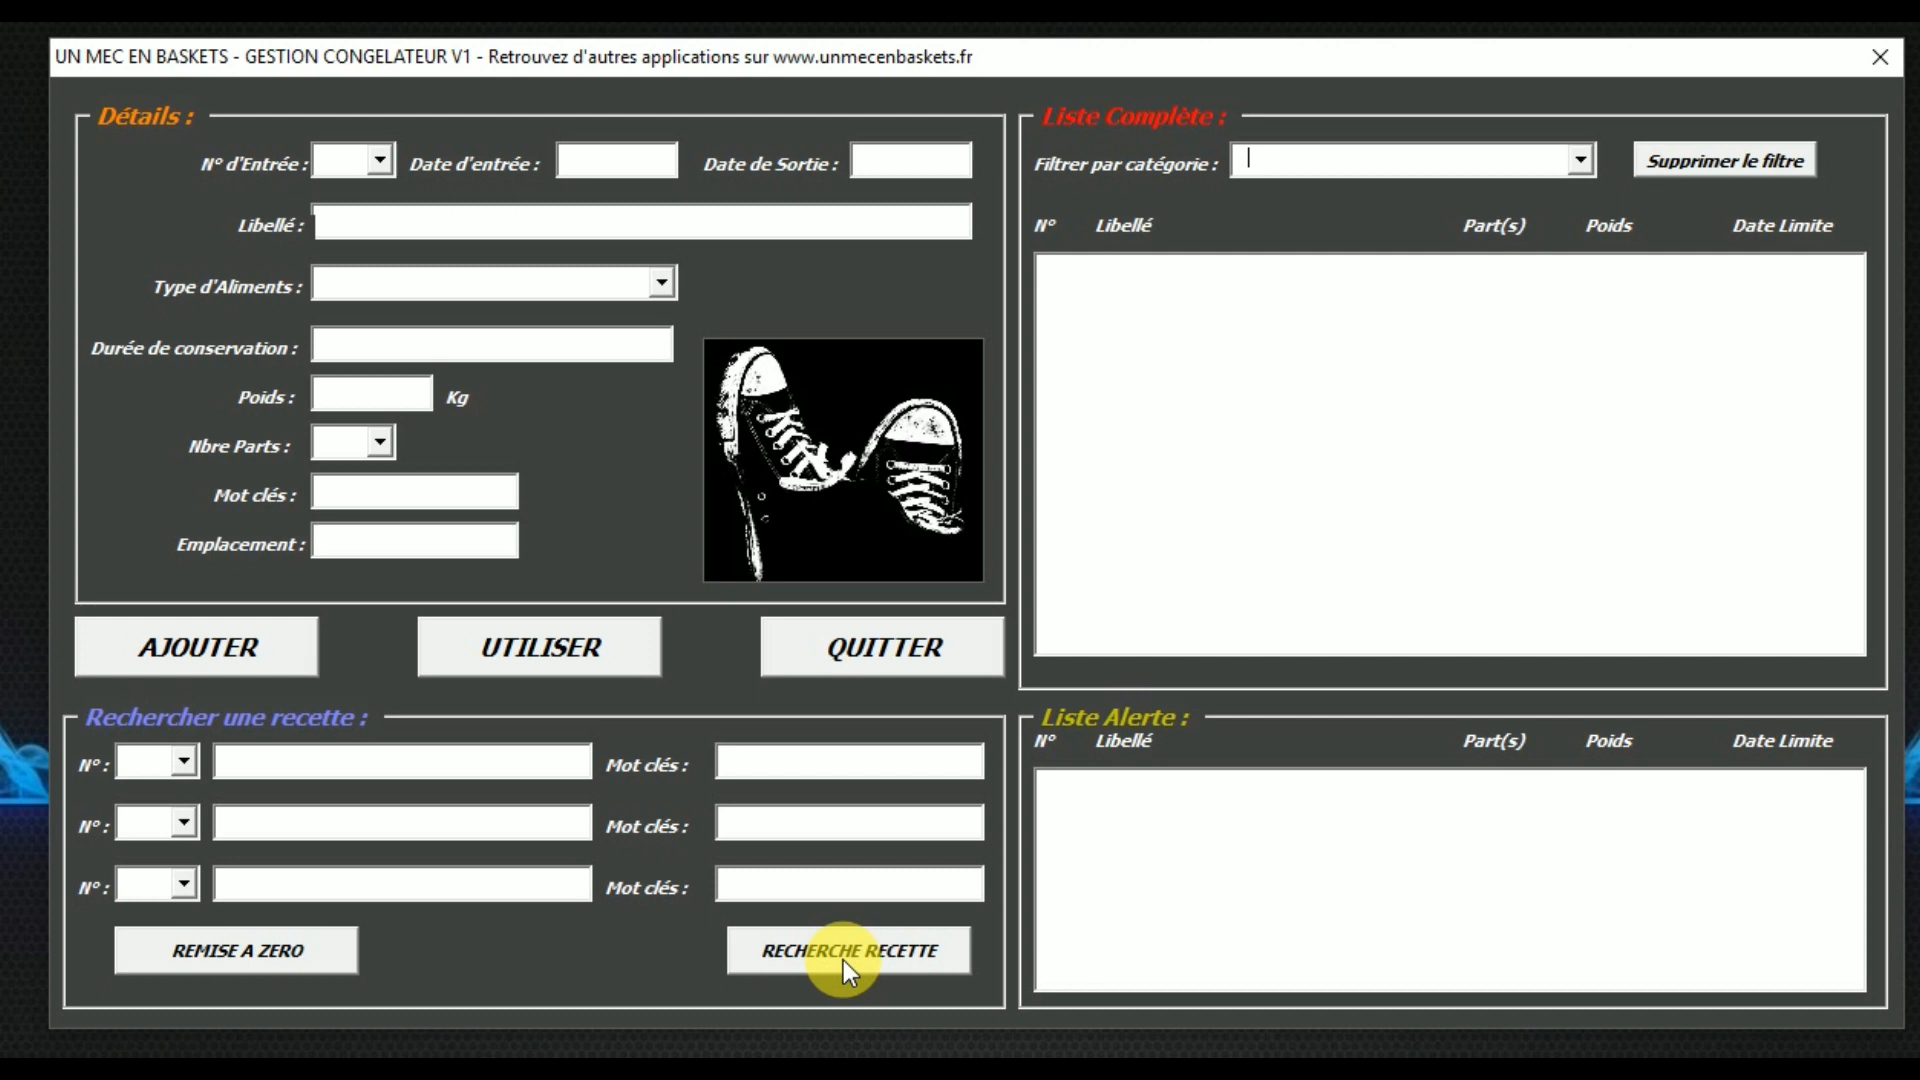 UN MEC EN BASKETS - GESTION CONGELATEUR V1 - Retrouvez d'autres applications sur www.unmecenbaskets.fr
Détails :
N° d'Entrée :
Date d'entrée :
Date de Sortie :
Libellé :
Type d'Aliments :
Durée de conservation :
Poids :
Kg
Nbre Parts :
Mot clés :
Emplacement :
AJOUTER
UTILISER
QUITTER
Rechercher une recette :
N° :
Mot clés :
N° :
Mot clés :
N° :
Mot clés :
REMISE A ZERO
RECHERCHE RECETTE
Liste Complète :
Filtrer par catégorie :
Supprimer le filtre
N° Libellé Part(s) Poids Date Limite
Liste Alerte :
N° Libellé Part(s) Poids Date Limite